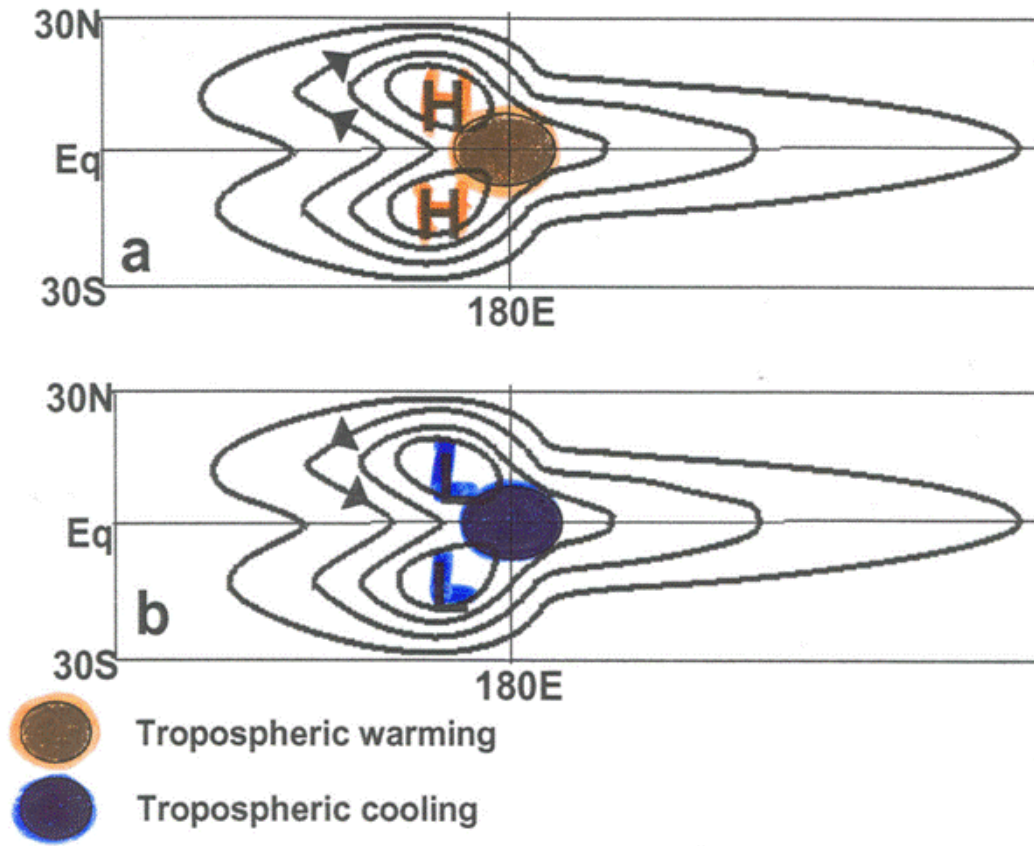 30N
H
Eq
H
a
30S
180E
30N
L
Eq
L
b
30S
180E
Tropospheric warming
Tropospheric cooling